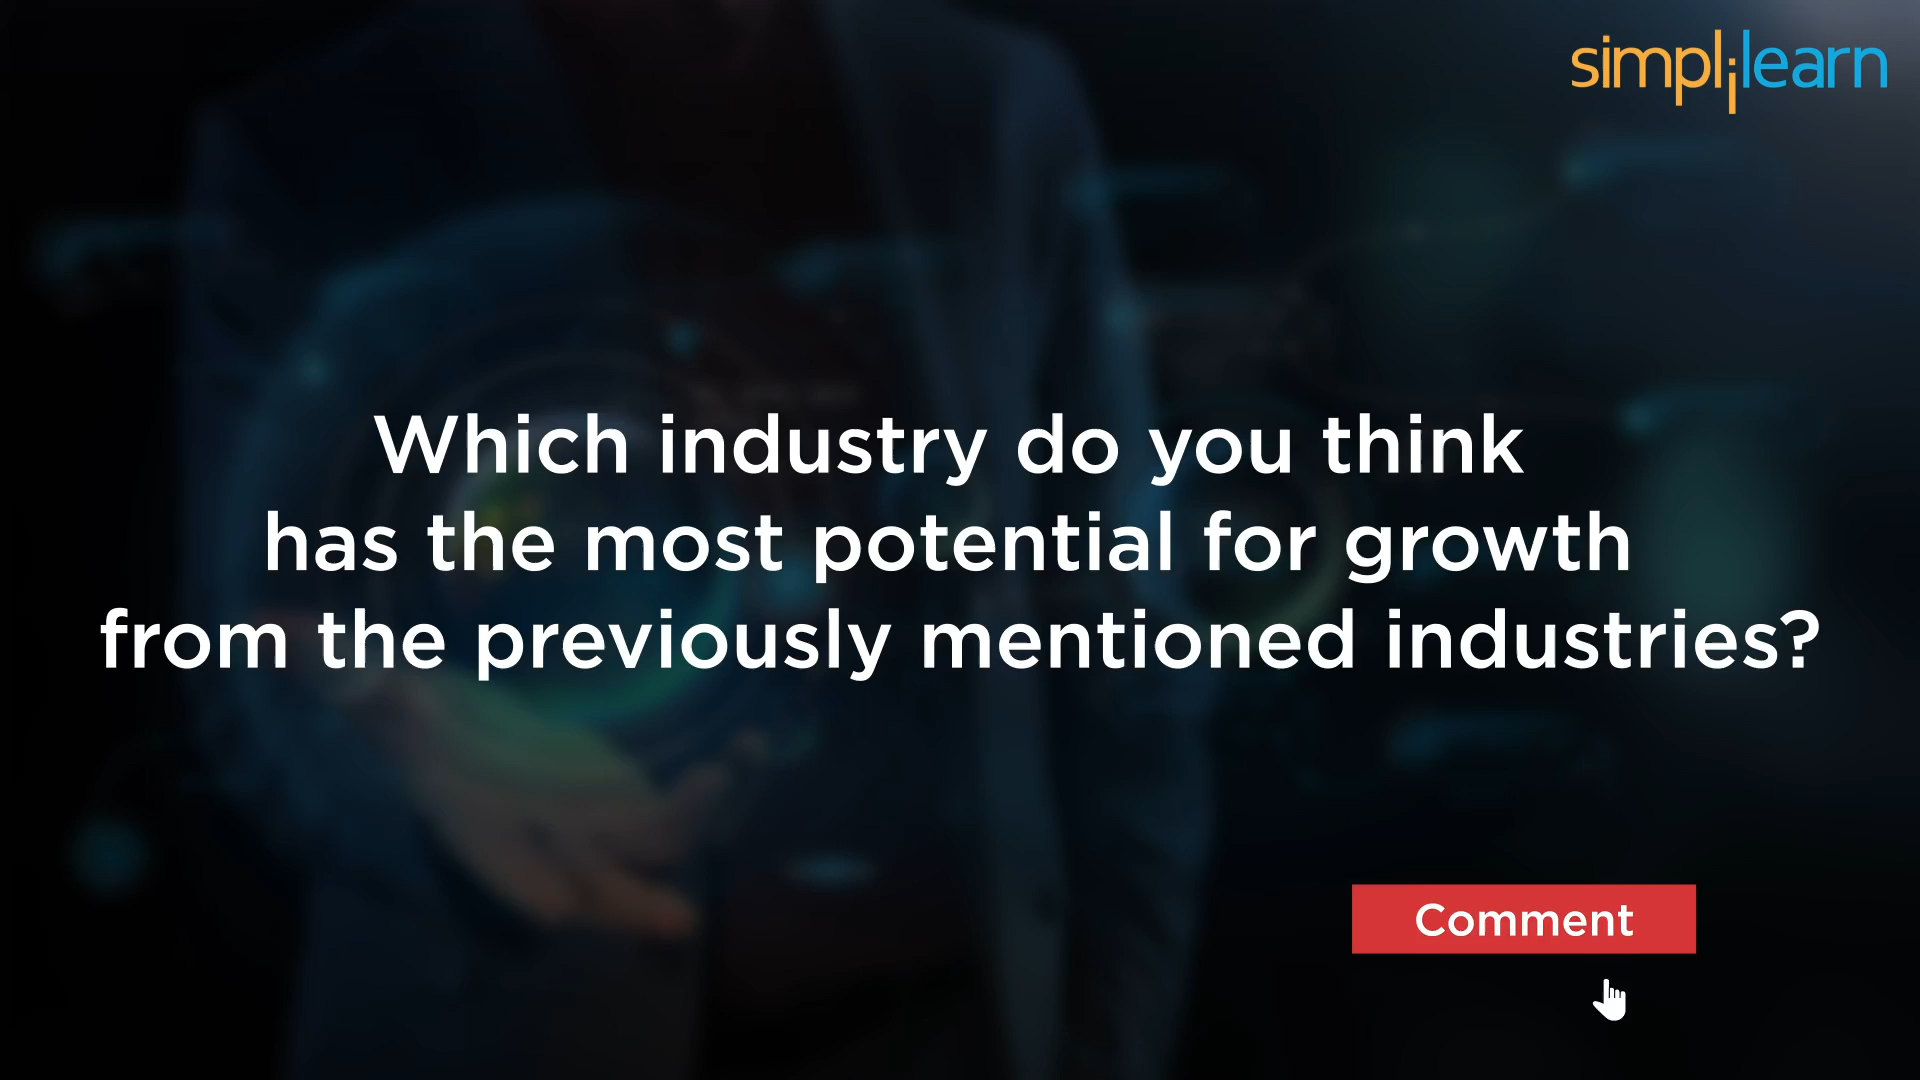 simplilearn
Which industry do you think
has the most potential for growth
from the previously mentioned industries?
Comment